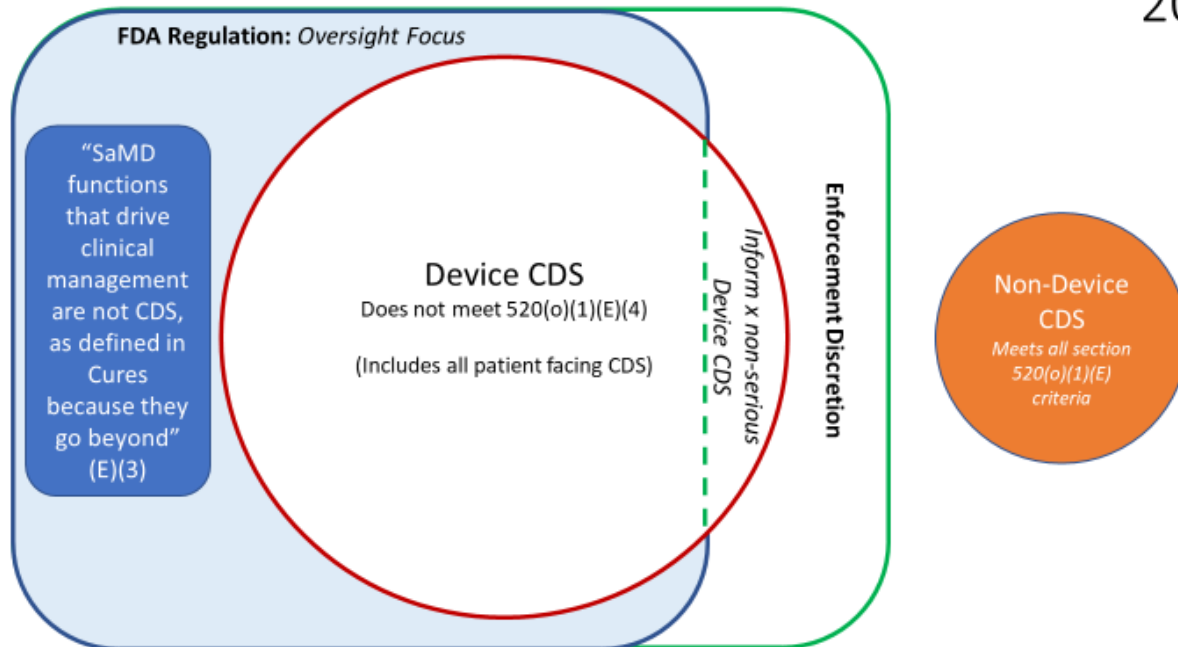 FDA Regulation: Oversight Focus
"SaMD
functions
that drive
clinical
management
are not CDS,
as defined in
Cures
because they
go beyond"
(E)(3)
Device CDS
Does not meet 520(o)(1)(E)(4)
(Includes all patient facing CDS)
Inform x non-serious
Device CDS
Enforcement Discretion
Non-Device
CDS
Meets all section
520(o)(1)(E)
criteria